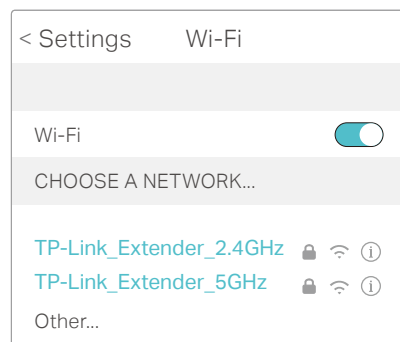 < Settings Wi-Fi
Wi-Fi
CHOOSE A NETWORK...
TP-Link_Extender_2.4GHz
TP-Link_Extender_5GHz
Other...